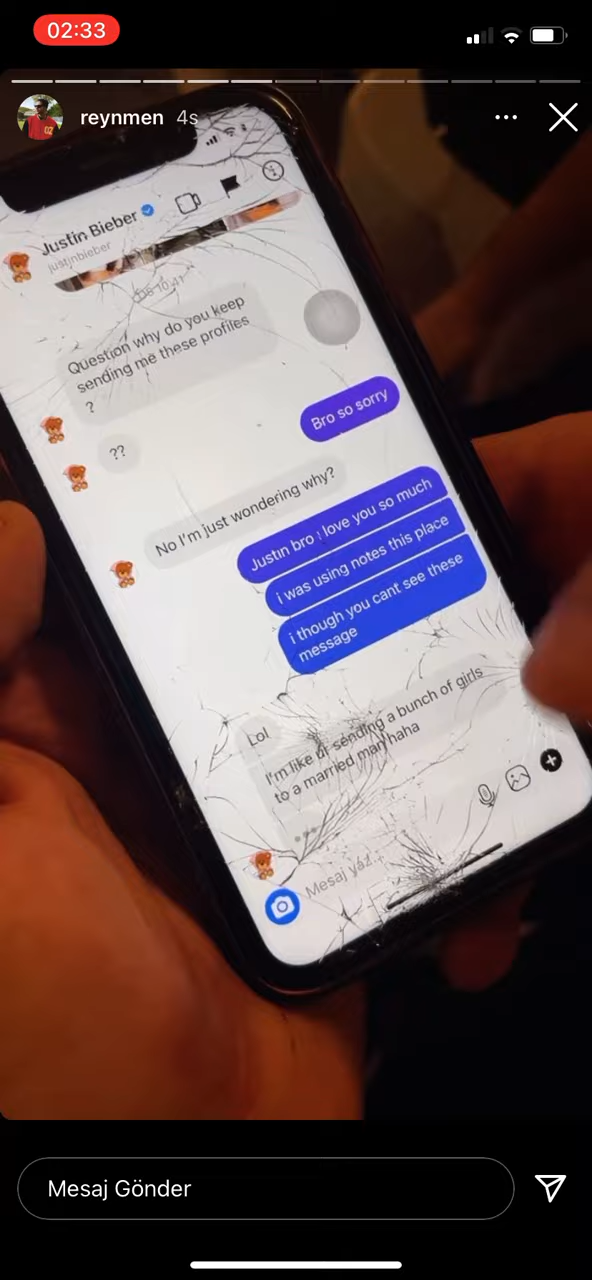 02:33
reynmen 4s
Justin Bieber
justinbieber
Question why do you keep
sending me these profiles
?
Bro so sorry
??
No I'm just wondering why?
Justin bro i love you so much
i was using notes this place
i though you cant see these
message
Lol
I'm like ur sending a bunch of girls
to a married man haha
Mesaj yaz...
Mesaj Gönder